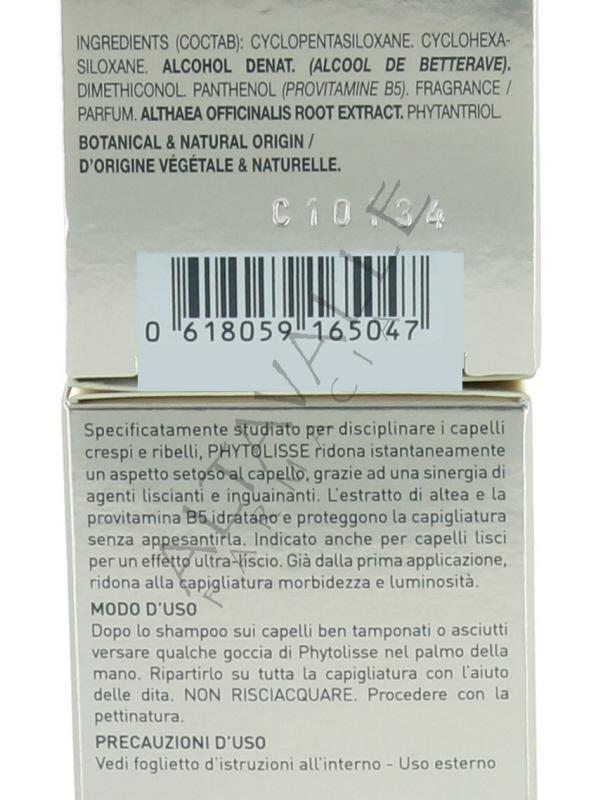 INGREDIENTS (СОСТАВ): CYCLOPENTASILOXANE. CYCLOHEXA-
SILOXANE. ALCOHOL DENAT. (ALCOOL DE BETTERAVE).
DIMETHICONOL. PANTHENOL (PROVITAMINE B5). FRAGRANCE /
PARFUM. ALTHAEA OFFICINALIS ROOT EXTRACT. PHYTANTRIOL.
BOTANICAL & NATURAL ORIGIN /
D'ORIGINE VÉGÉTALE & NATURELLE.
C10134
0 618059 165047
ALTAVALLE
FARMACIA
Specificatamente studiato per disciplinare i capelli
crespi e ribelli, PHYTOLISSE ridona istantaneamente
un aspetto setoso al capello, grazie ad una sinergia di
agenti liscianti e inguainanti. L'estratto di altea e la
provitamina B5 idratano e proteggono la capigliatura
senza appesantirla. Indicato anche per capelli lisci
per un effetto ultra-liscio. Già dalla prima applicazione,
ridona alla capigliatura morbidezza e luminosità.
MODO D'USO
Dopo lo shampoo sui capelli ben tamponati o asciutti
versare qualche goccia di Phytolisse nel palmo della
mano. Ripartirlo su tutta la capigliatura con l'aiuto
delle dita. NON RISCIACQUARE. Procedere con la
pettinatura.
PRECAUZIONI D'USO
Vedi foglietto d'istruzioni all'interno - Uso esterno